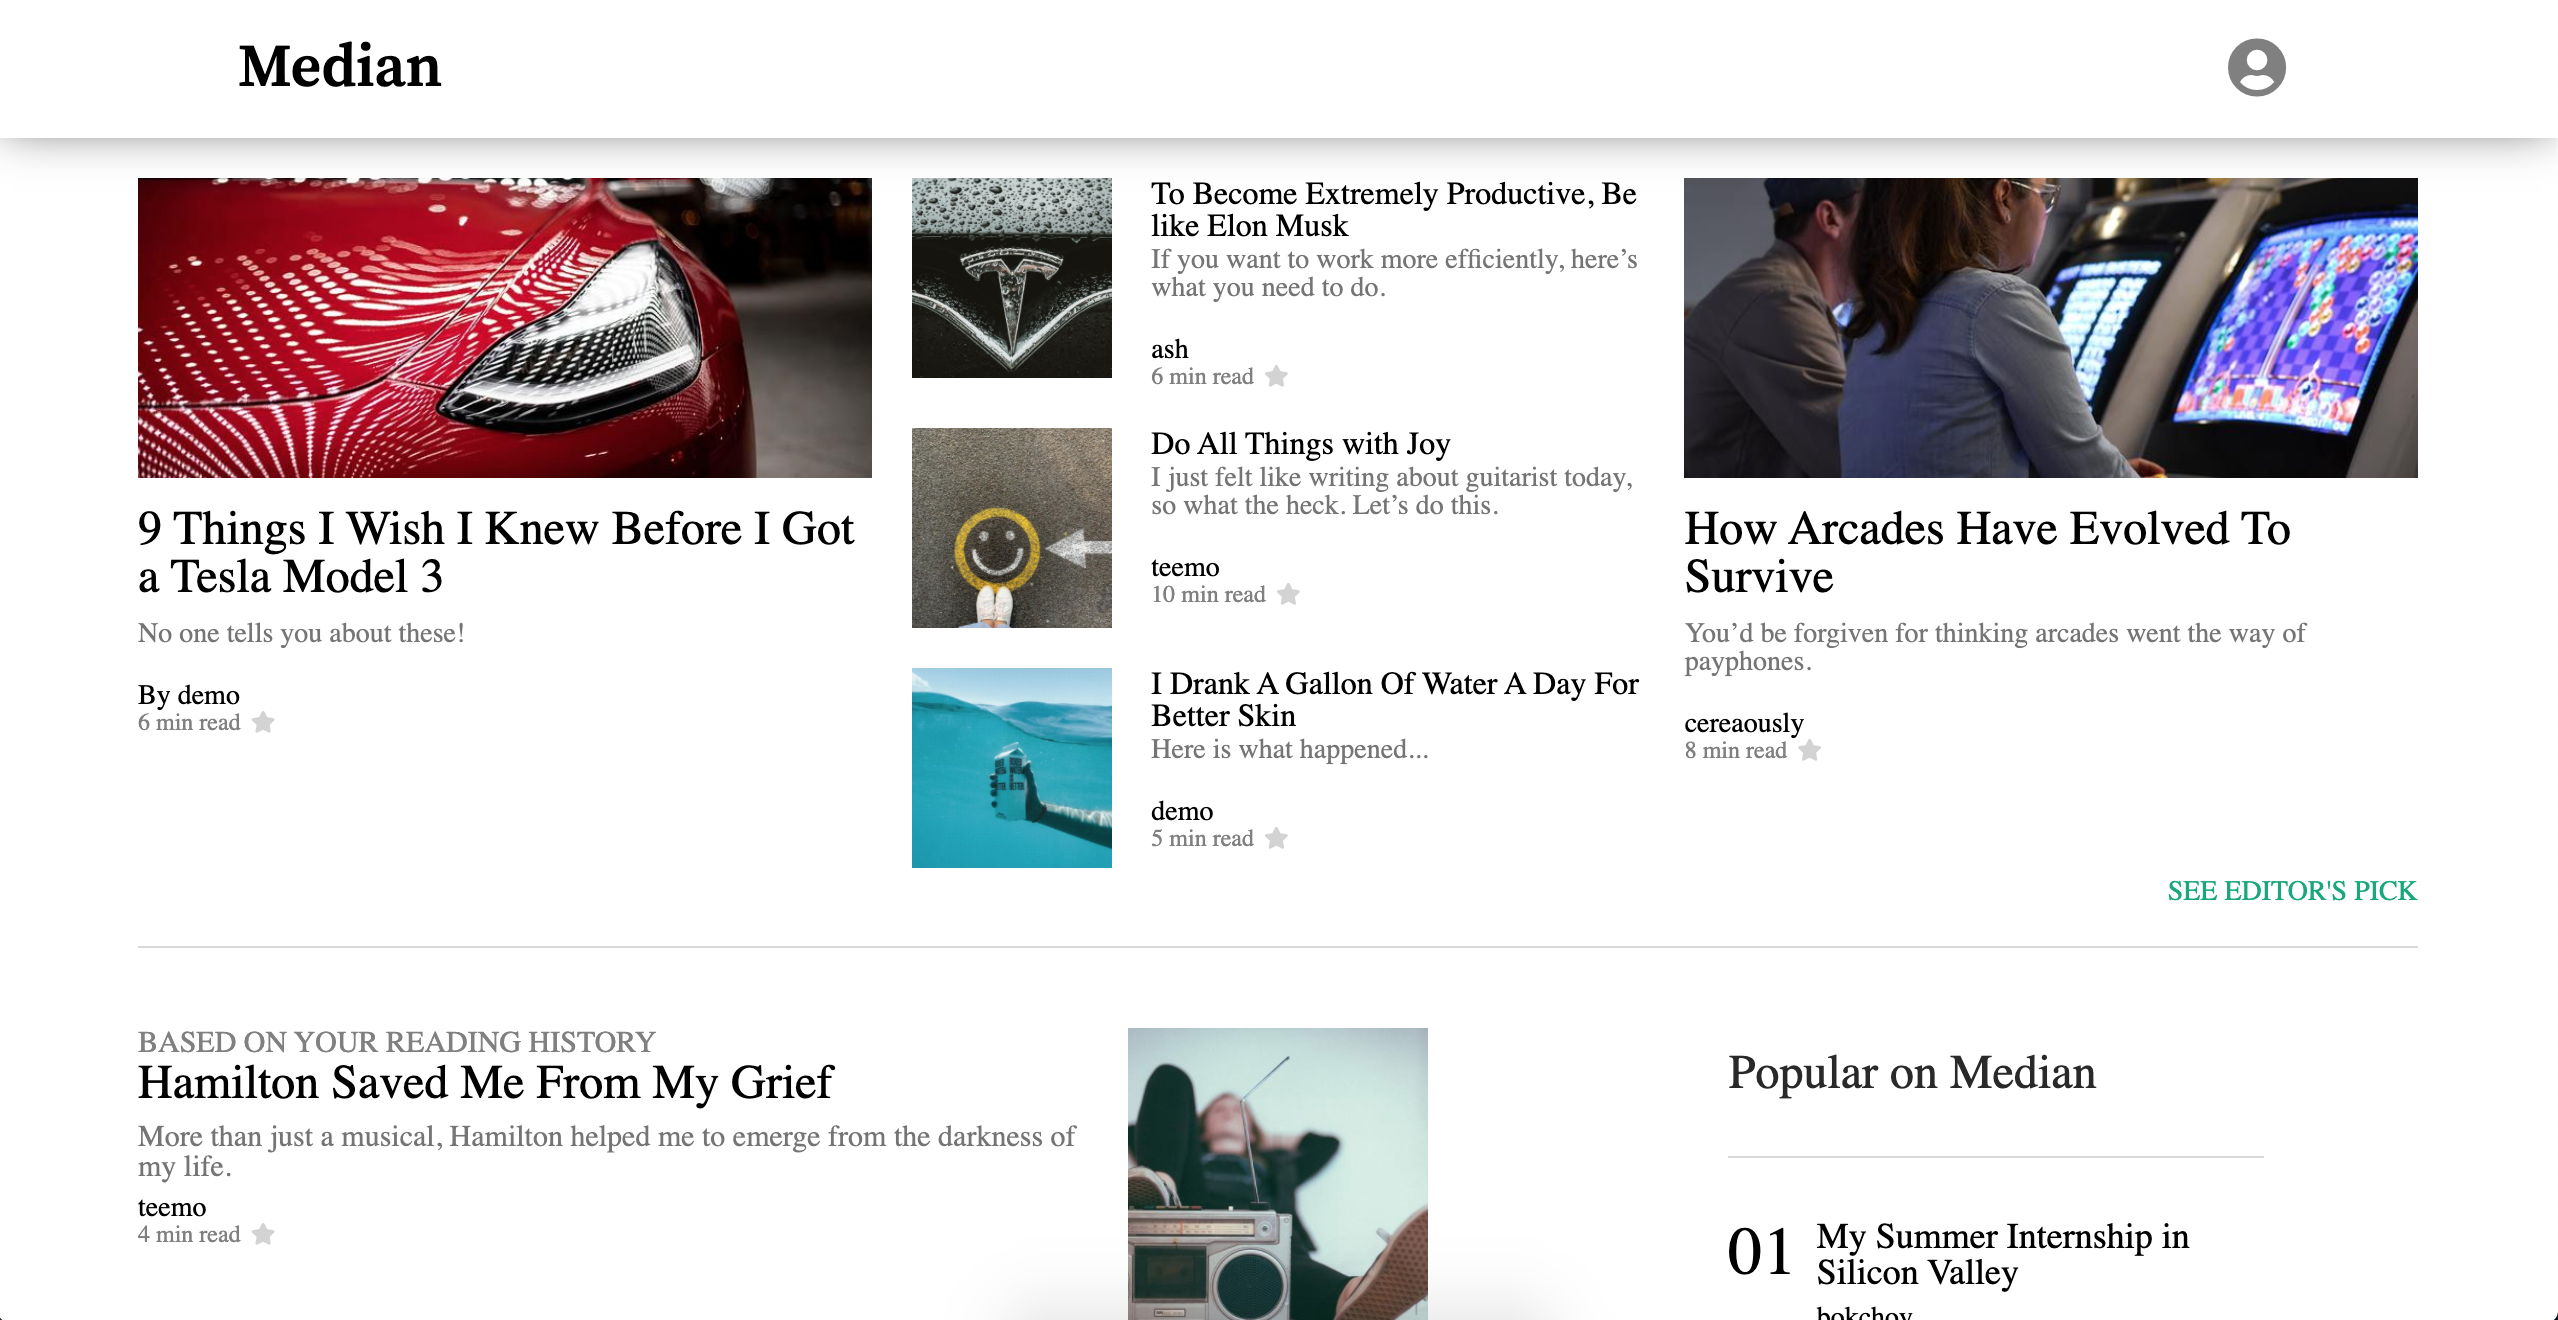 Median
9 Things I Wish I Knew Before I Got
a Tesla Model 3
No one tells you about these!
By demo
6 min read
To Become Extremely Productive, Be
like Elon Musk
If you want to work more efficiently, here’s
what you need to do.
ash
6 min read
Do All Things with Joy
I just felt like writing about guitarist today,
so what the heck. Let’s do this.
teemo
10 min read
I Drank A Gallon Of Water A Day For
Better Skin
Here is what happened...
demo
5 min read
How Arcades Have Evolved To
Survive
You’d be forgiven for thinking arcades went the way of
payphones.
cereaously
8 min read
SEE EDITOR'S PICK
BASED ON YOUR READING HISTORY
Hamilton Saved Me From My Grief
More than just a musical, Hamilton helped me to emerge from the darkness of
my life.
teemo
4 min read
Popular on Median
01
My Summer Internship in
Silicon Valley
bokchoy